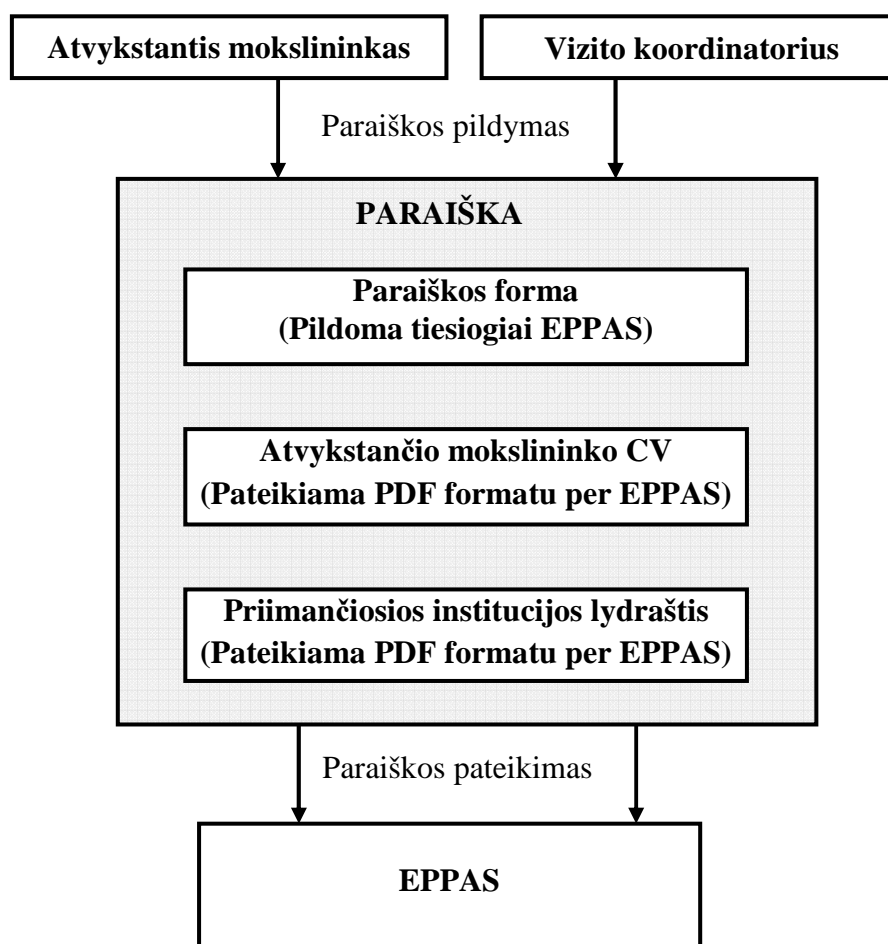 Atvykstantis mokslininkas
Vizito koordinatorius
Paraiškos pildymas
PARAIŠKA
Paraiškos forma
(Pildoma tiesiogiai EPPAS)
Atvykstančio mokslininko CV
(Pateikiama PDF formatu per EPPAS)
Priimančiosios institucijos lydraštis
(Pateikiama PDF formatu per EPPAS)
Paraiškos pateikimas
EPPAS